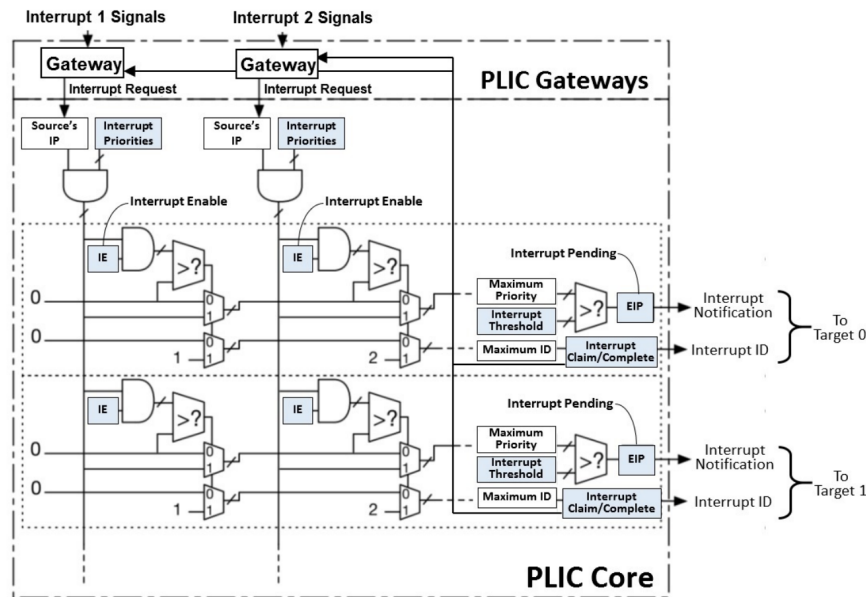 Interrupt 1 Signals
Interrupt 2 Signals
Gateway
Gateway
PLIC Gateways
Interrupt Request
Interrupt Request
Source's
IP
Interrupt
Priorities
Source's
IP
Interrupt
Priorities
Interrupt Enable
Interrupt Enable
IE
>?
IE
>?
Interrupt Pending
0
0
1
0
1
Maximum
Priority
Interrupt
Threshold
>?
EIP
Interrupt
Notification
0
0
1
1
0
1
2
Maximum ID
Interrupt
Claim/Complete
Interrupt ID
To
Target 0
IE
>?
IE
>?
Interrupt Pending
0
0
1
0
1
Maximum
Priority
Interrupt
Threshold
>?
EIP
Interrupt
Notification
0
0
1
1
0
1
2
Maximum ID
Interrupt
Claim/Complete
Interrupt ID
To
Target 1
PLIC Core